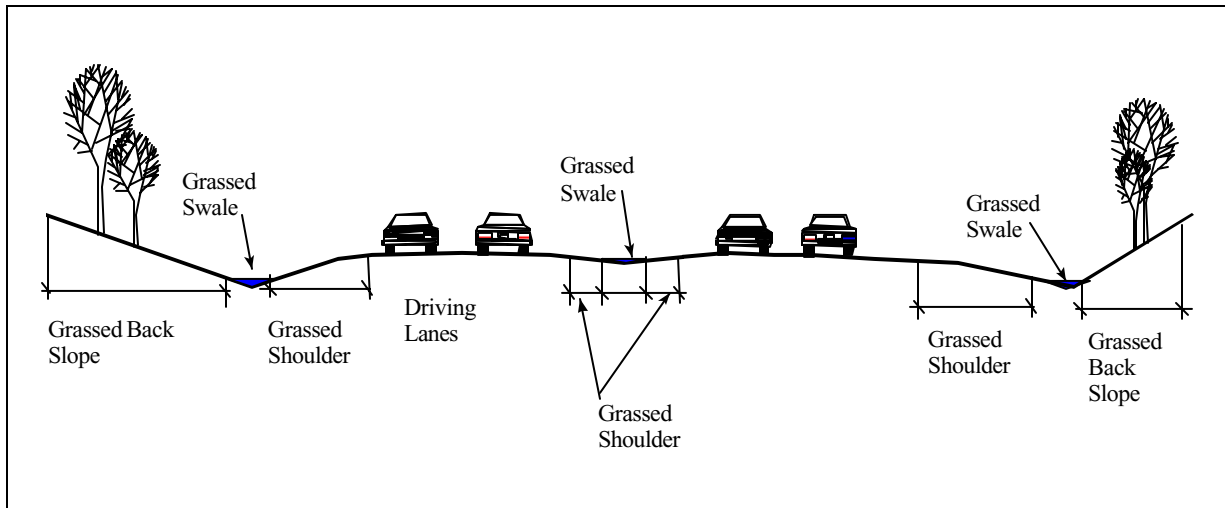 Grassed
Swale
Grassed
Swale
Grassed
Swale
Grassed Back
Slope
Grassed
Shoulder
Driving
Lanes
Grassed
Shoulder
Grassed
Shoulder
Grassed
Back
Slope